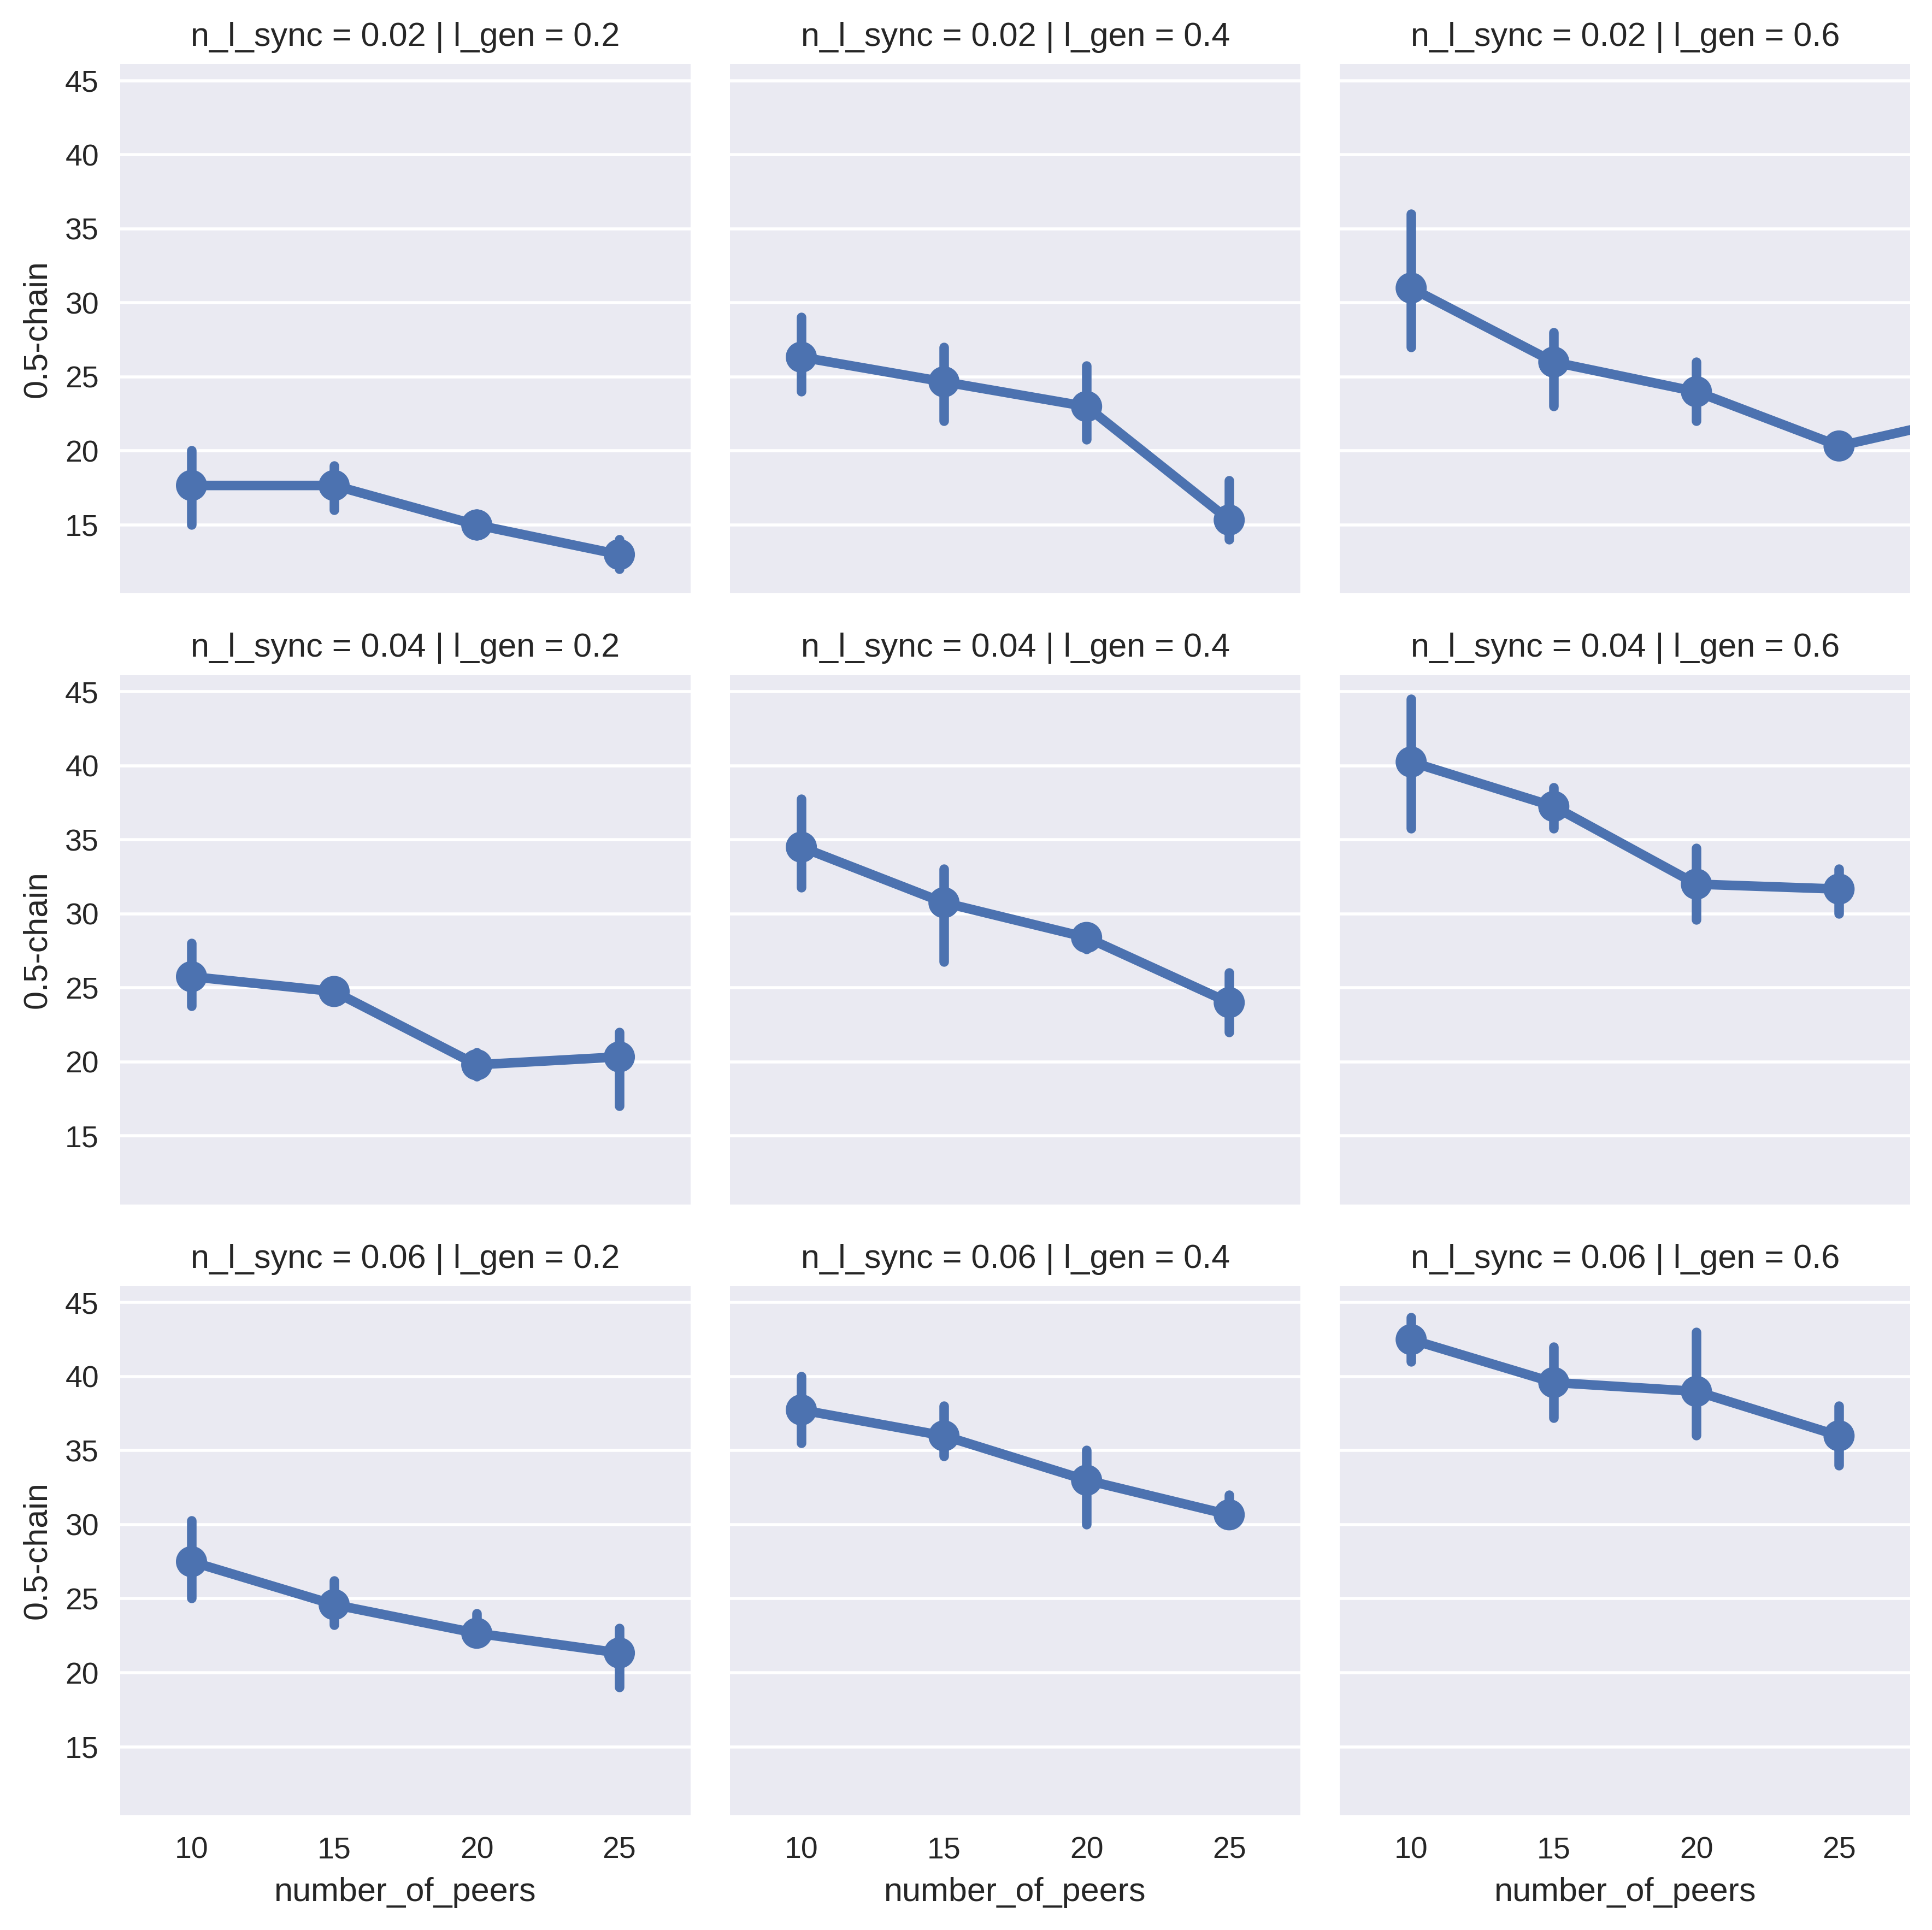 n_l_sync = 0.02 | l_gen = 0.2
n_l_sync = 0.02 | l_gen = 0.4
n_l_sync = 0.02 | l_gen = 0.6
45
40
35
30
25
20
15
0.5-chain
n_l_sync = 0.04 | l_gen = 0.2
n_l_sync = 0.04 | l_gen = 0.4
n_l_sync = 0.04 | l_gen = 0.6
45
40
35
30
25
20
15
0.5-chain
n_l_sync = 0.06 | l_gen = 0.2
n_l_sync = 0.06 | l_gen = 0.4
n_l_sync = 0.06 | l_gen = 0.6
45
40
35
30
25
20
15
0.5-chain
10 15 20 25
10 15 20 25
10 15 20 25
number_of_peers
number_of_peers
number_of_peers